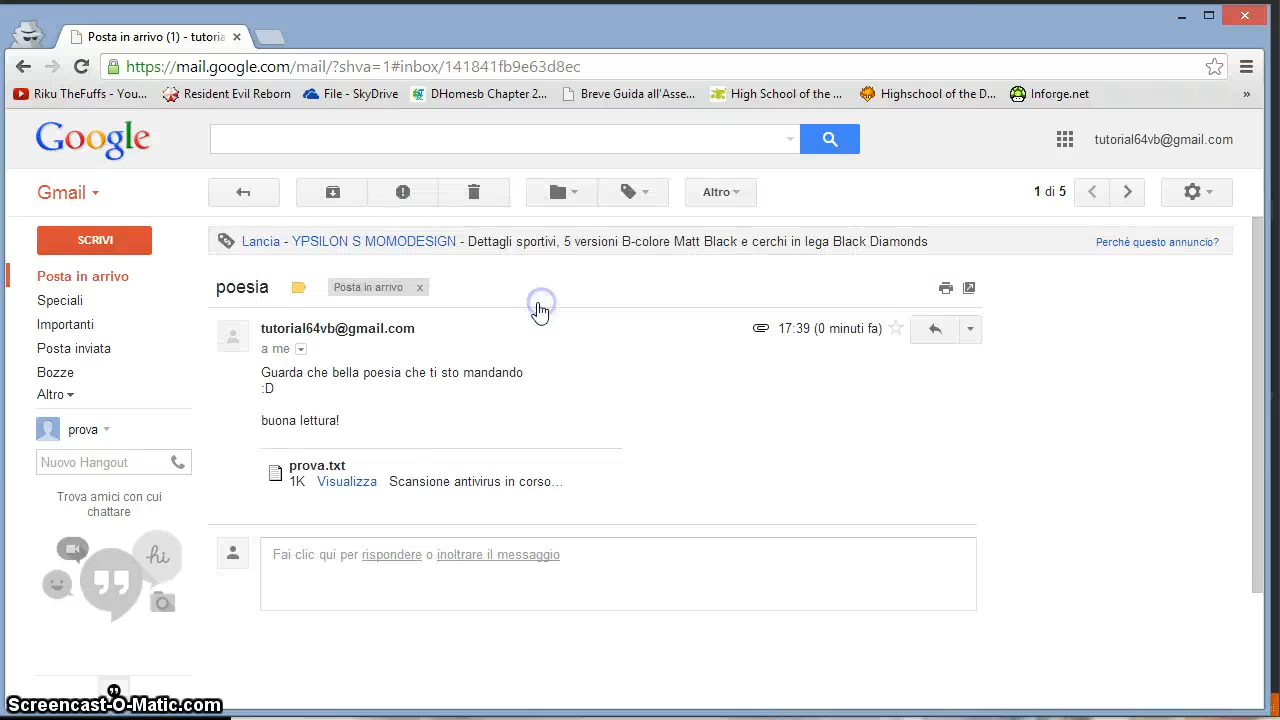 Posta in arrivo (1) - tutoria
https://mail.google.com/mail/?shva=1#inbox/141841fb9e63d8ec
Riku TheFuffs - You...
Resident Evil Reborn
File - SkyDrive
DHomesb Chapter 2...
Breve Guida all'Asse...
High School of the ...
Highschool of the D...
Inforge.net
»
Google
tutorial64vb@gmail.com
Gmail
Altro
1 di 5
SCRIVI
Lancia - YPSILON S MOMODESIGN - Dettagli sportivi, 5 versioni B-colore Matt Black e cerchi in lega Black Diamonds
Perché questo annuncio?
Posta in arrivo
Speciali
Importanti
Posta inviata
Bozze
Altro
poesia
Posta in arrivo x
tutorial64vb@gmail.com
17:39 (0 minuti fa)
a me
Guarda che bella poesia che ti sto mandando
:D
buona lettura!
prova.txt
1K Visualizza Scansione antivirus in corso...
prova
Nuovo Hangout
Trova amici con cui
chattare
hi
Fai clic qui per rispondere o inoltrare il messaggio
Screencast-O-Matic.com